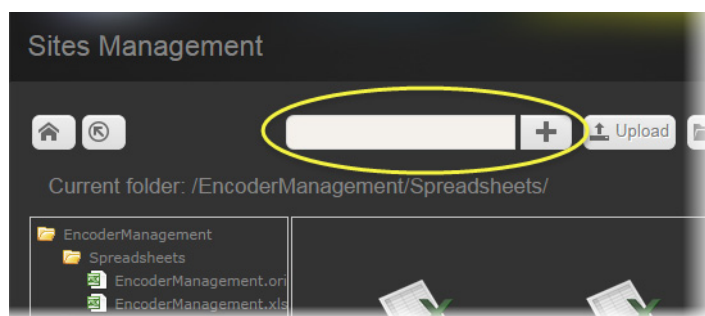 Sites Management
Upload
Current folder: /EncoderManagement/Spreadsheets/
EncoderManagement
Spreadsheets
EncoderManagement.ori
EncoderManagement.xls